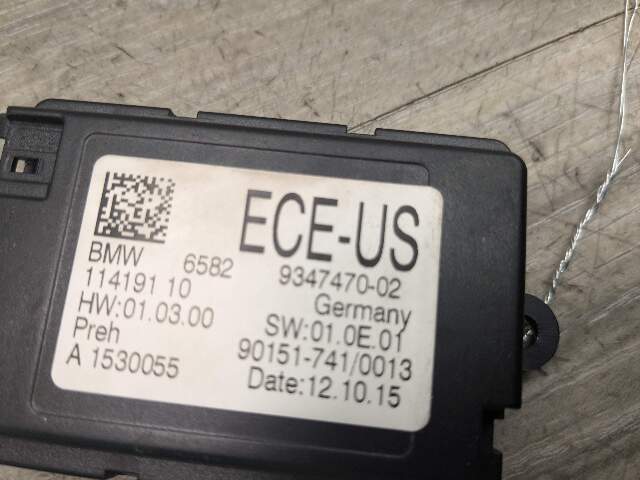 ECE-US
BMW 6582 9347470-02
114191 10 Germany
HW:01.03.00 SW:01.0E.01
Preh 90151-741/0013
A 1530055 Date:12.10.15